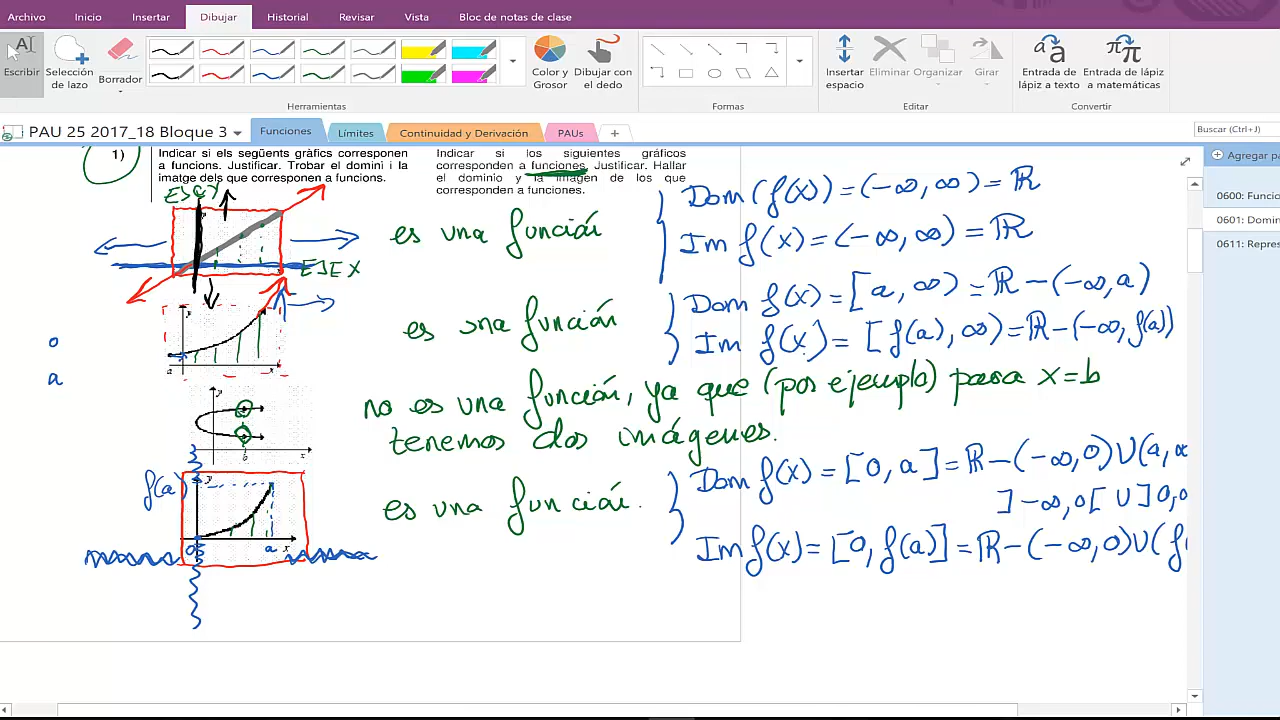 Archivo Inicio Insertar Dibujar Historial Revisar Vista Bloc de notas de clase
Escribir
Selección de lazo
Borrador
Color y Grosor
Dibujar con el dedo
Insertar espacio
Eliminar
Organizar
Girar
Entrada de lápiz a texto
Entrada de lápiz a matemáticas
Herramientas
Formas
Editar
Convertir
PAU 25 2017_18 Bloque 3
Funciones
Límites
Continuidad y Derivación
PAUs
Buscar (Ctrl+J)
Agregar pá
0600: Funcio
0601: Domin
0611: Repres
1)
Indicar si els segünts gràfics corresponen
a funcions. Justificar. Trobar el domini i la
imatge dels que corresponen a funcions.
Indicar si los siguientes gráficos
corresponden a funciones. Justificar. Hallar
el dominio y la imagen de los que
corresponen a funciones.
EJE Y
EJE X
es una función
Dom (f(x)) = (-∞, ∞) = ℝ
Im f(x) = (-∞, ∞) = ℝ
y
a
x
es una función
Dom f(x) = [a, ∞) = ℝ - (-∞, a)
Im f(x) = [f(a), ∞) = ℝ - (-∞, f(a))
o
a
y
b
x
no es una función, ya que (por ejemplo) para x=b
tenemos dos imágenes.
f(a)
y
0
a
x
es una función.
Dom f(x) = [0, a] = ℝ - (-∞, 0) ∪ (a, ∞
]-∞, 0[ ∪ ]0, 0
Im f(x) = [0, f(a)] = ℝ - (-∞, 0) ∪ (f